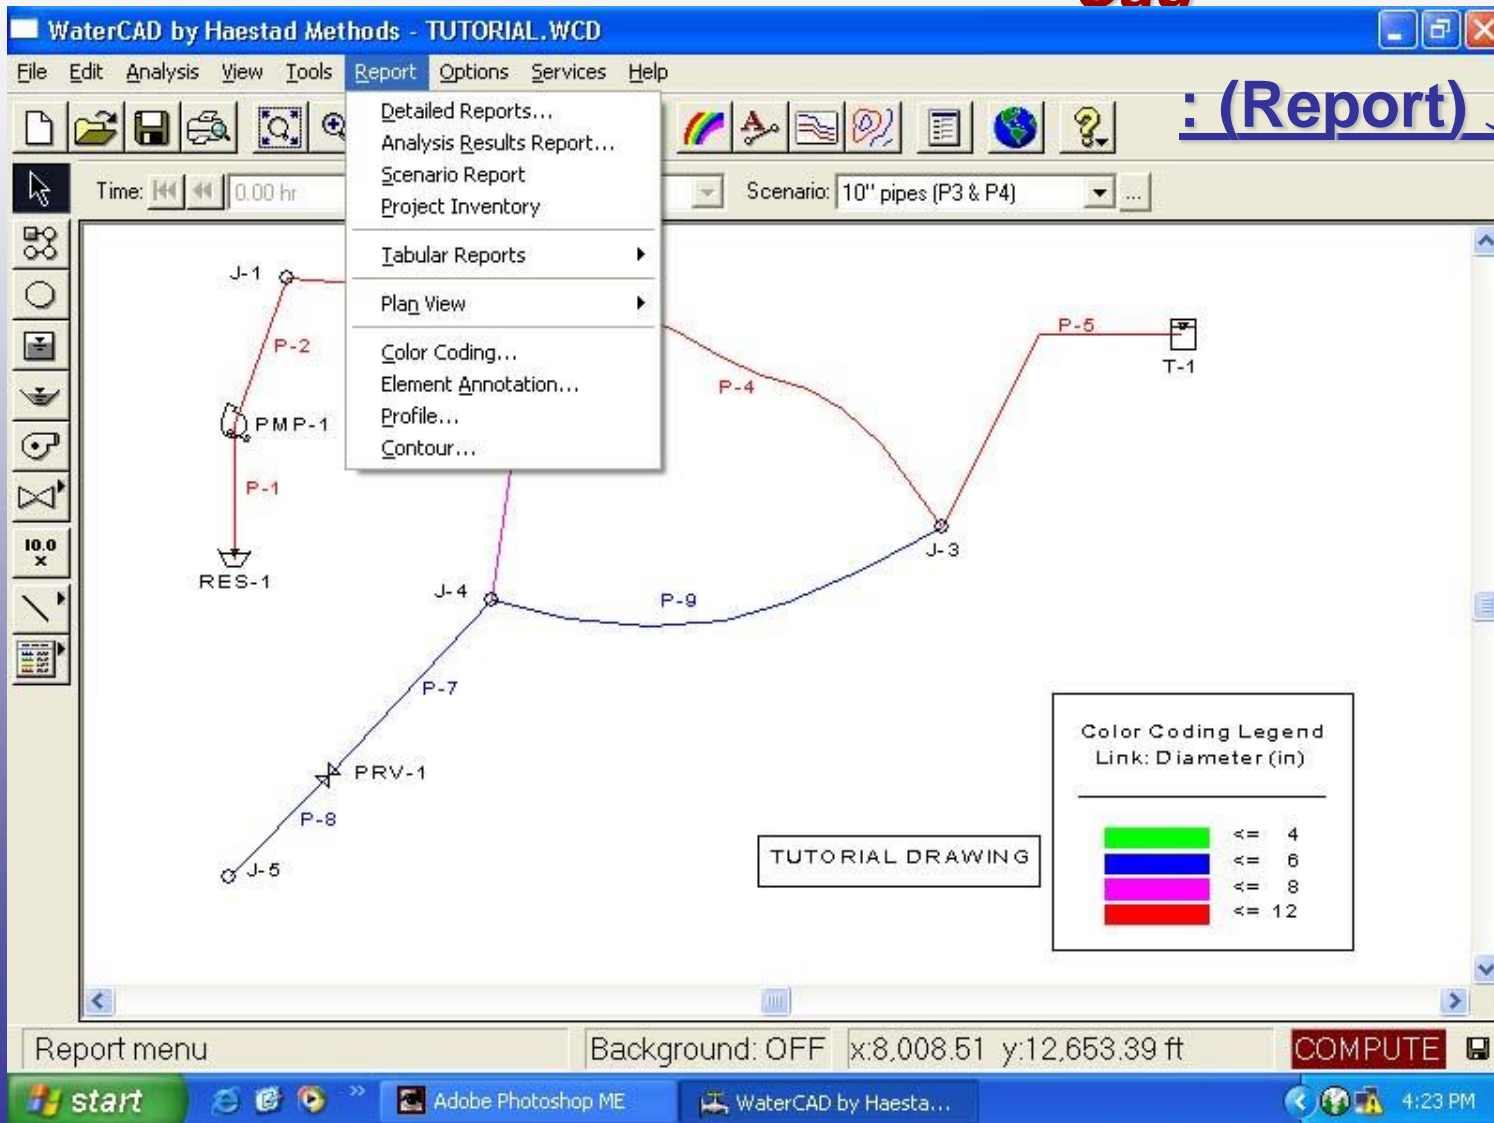 WaterCAD by Haestad Methods - TUTORIAL.WCD
File Edit Analysis View Tools Report Options Services Help
: (Report)
Detailed Reports...
Analysis Results Report...
Scenario Report
Project Inventory
Tabular Reports
Plan View
Color Coding...
Element Annotation...
Profile...
Contour...
Time: 0.00 hr Scenario: 10" pipes (P3 & P4) ...
10.0
x
J-1
P-2
PMP-1
P-1
RES-1
P-4
P-5
T-1
J-3
J-4
P-9
P-7
PRV-1
P-8
J-5
TUTORIAL DRAWING
Color Coding Legend
Link: Diameter (in)
<= 4
<= 6
<= 8
<= 12
Report menu Background: OFF x:8,008.51 y:12,653.39 ft COMPUTE
start Adobe Photoshop ME WaterCAD by Haesta... 4:23 PM